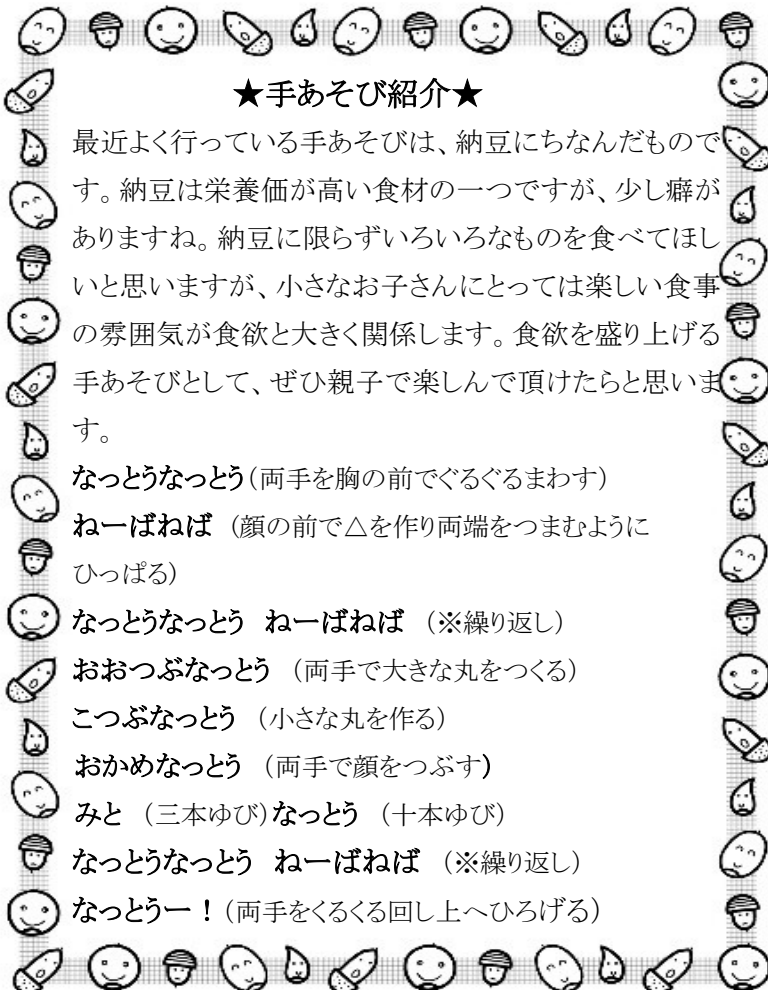 ★手あそび紹介★
最近よく行っている手あそびは、納豆にちなんだもので
す。納豆は栄養価が高い食材の一つですが、少し癖が
ありますね。納豆に限らずいろいろなものを食べてほし
いと思いますが、小さなお子さんにとっては楽しい食事
の雰囲気が食欲と大きく関係します。食欲を盛り上げる
手あそびとして、ぜひ親子で楽しんで頂けたらと思いま
す。
なっとうなっとう(両手を胸の前でぐるぐるまわす)
ねーばねば (顔の前で△を作り両端をつまむように
ひっぱる)
なっとうなっとう ねーばねば (※繰り返し)
おおつぶなっとう (両手で大きな丸をつくる)
こつぶなっとう (小さな丸を作る)
おかめなっとう (両手で顔をつぶす)
みと (三本ゆび)なっとう (十本ゆび)
なっとうなっとう ねーばねば (※繰り返し)
なっとうー!(両手をくるくる回し上へひろげる)